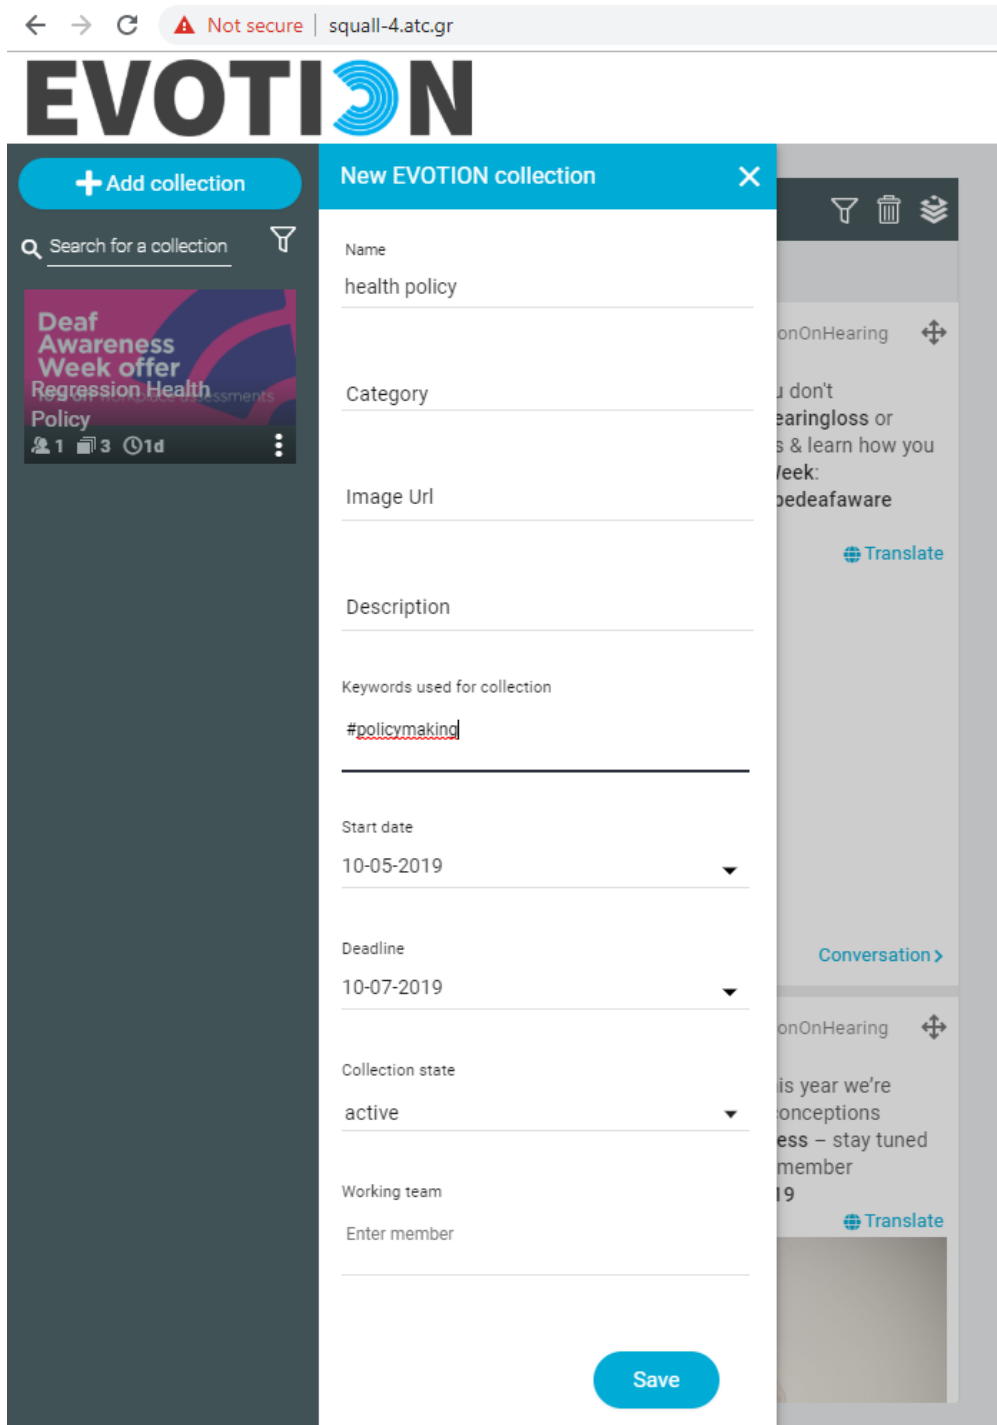 Not secure
squall-4.atc.gr
EVOTION
Add collection
Search for a collection
Deaf
Awareness
Week offer
Regression Health
Policy
1 3 1d
New EVOTION collection
Name
health policy
Category
Image Url
Description
Keywords used for collection
#policymaking
Start date
10-05-2019
Deadline
10-07-2019
Collection state
active
Working team
Enter member
Save
onOnHearing
u don't
earingloss or
s & learn how you
Week:
bedeafaware
Translate
Conversation
onOnHearing
is year we're
conceptions
ess – stay tuned
member
19
Translate